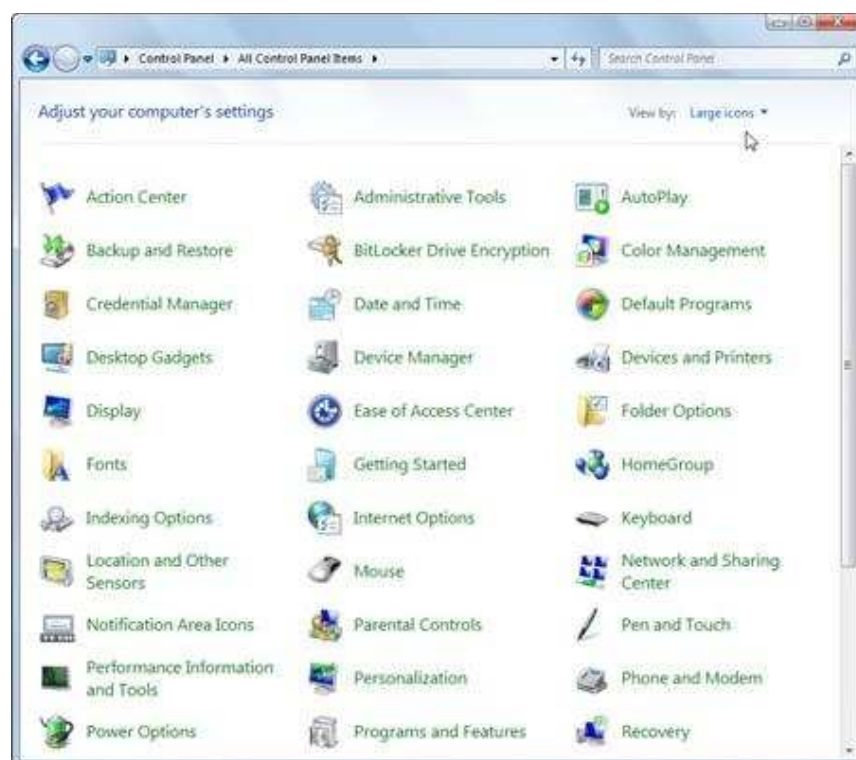 Control Panel ▸ All Control Panel Items ▸
Search Control Panel
Adjust your computer's settings
View by: Large icons
Action Center
Administrative Tools
AutoPlay
Backup and Restore
BitLocker Drive Encryption
Color Management
Credential Manager
Date and Time
Default Programs
Desktop Gadgets
Device Manager
Devices and Printers
Display
Ease of Access Center
Folder Options
Fonts
Getting Started
HomeGroup
Indexing Options
Internet Options
Keyboard
Location and Other
Sensors
Mouse
Network and Sharing
Center
Notification Area Icons
Parental Controls
Pen and Touch
Performance Information
and Tools
Personalization
Phone and Modem
Power Options
Programs and Features
Recovery